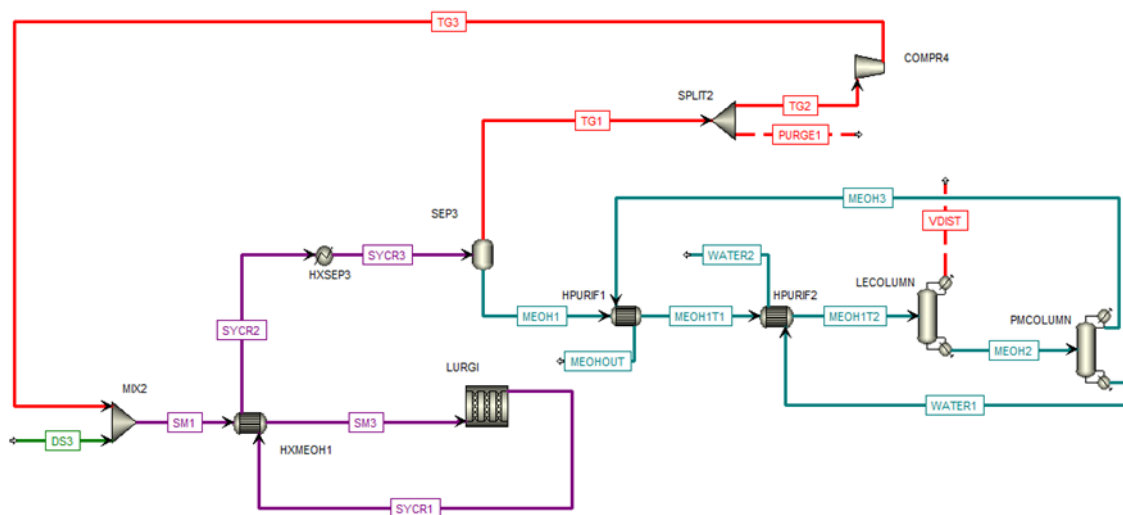 TG3
COMPR4
SPLIT2
TG2
TG1
PURGE1
SEP3
MEOH3
VDIST
SYCR3
WATER2
LECOLUMN
HXSEP3
HPURIF1
HPURIF2
PMCOLUMN
MEOH1
MEOH1T1
MEOH1T2
SYCR2
MEOH2
MEOHOUT
LURGI
MIX2
WATER1
SM1
SM3
DS3
HXMEOH1
SYCR1